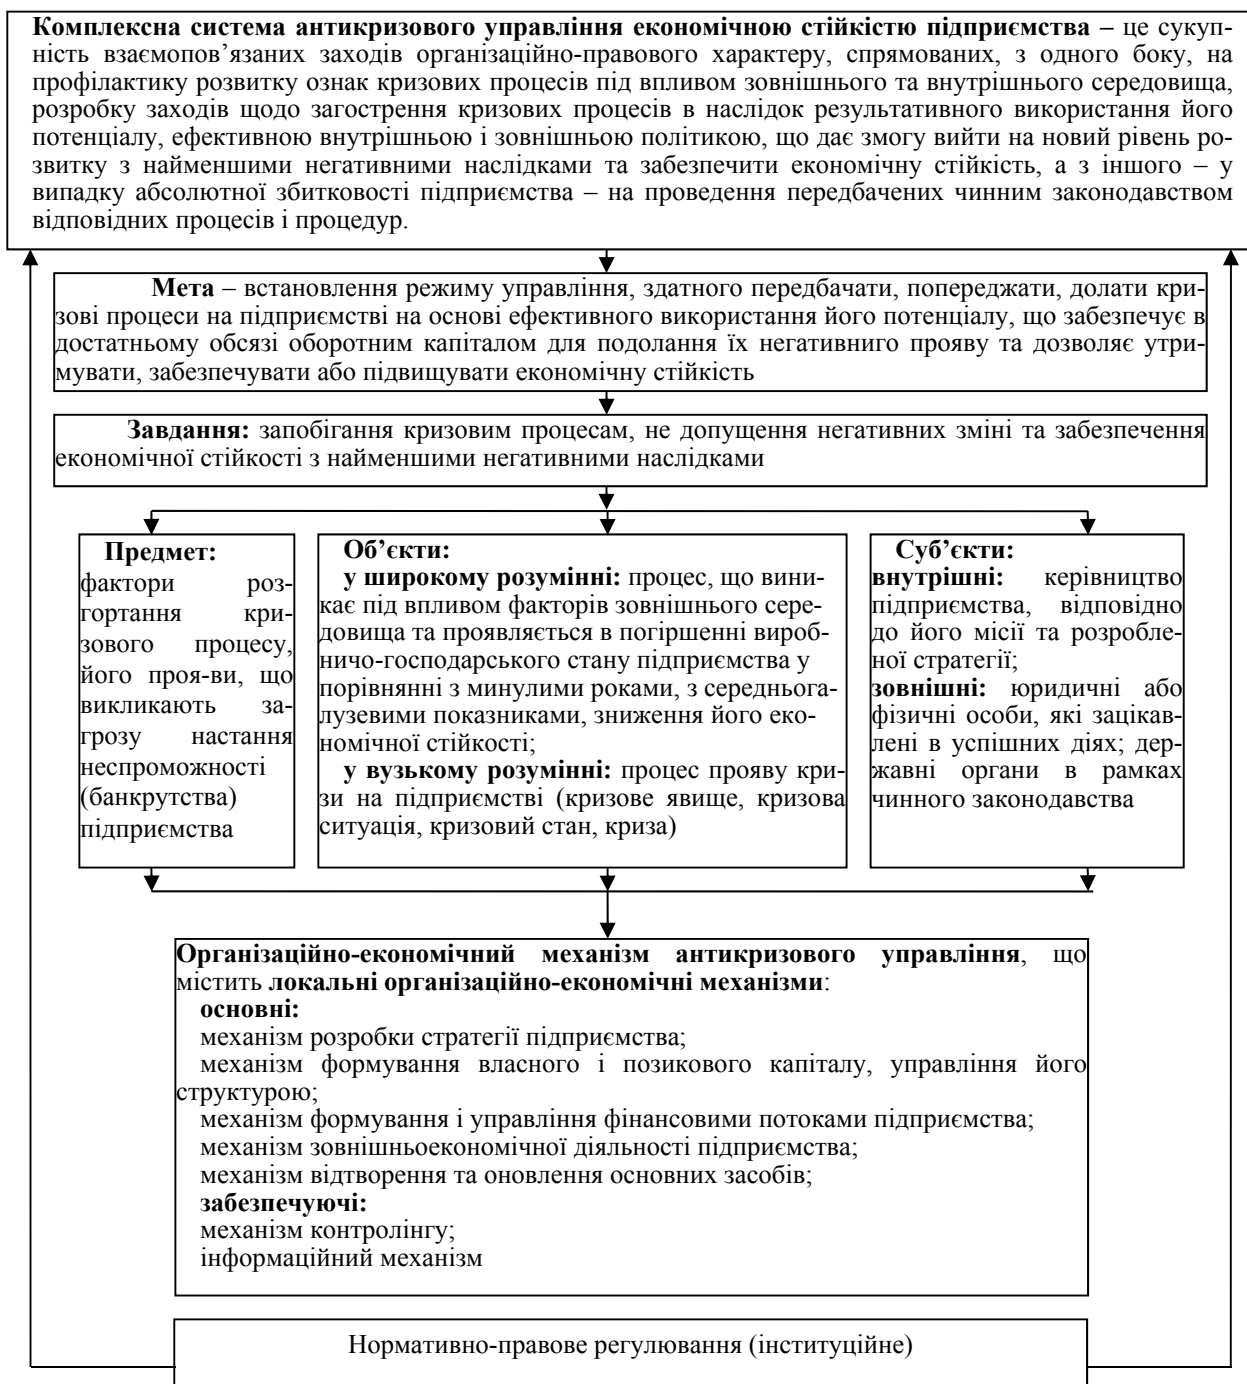 Комплексна система антикризового управління економічною стійкістю підприємства – це сукуп-
ність взаємопов’язаних заходів організаційно-правового характеру, спрямованих, з одного боку, на
профілактику розвитку ознак кризових процесів під впливом зовнішнього та внутрішнього середовища,
розробку заходів щодо загострення кризових процесів в наслідок результативного використання його
потенціалу, ефективною внутрішньою і зовнішньою політикою, що дає змогу вийти на новий рівень ро-
звитку з найменшими негативними наслідками та забезпечити економічну стійкість, а з іншого – у
випадку абсолютної збитковості підприємства – на проведення передбачених чинним законодавством
відповідних процесів і процедур.
Мета – встановлення режиму управління, здатного передбачати, попереджати, долати кри-
зові процеси на підприємстві на основі ефективного використання його потенціалу, що забезпечує в
достатньому обсязі оборотним капіталом для подолання їх негативниго прояву та дозволяє утри-
мувати, забезпечувати або підвищувати економічну стійкість
Завдання: запобігання кризовим процесам, не допущення негативних зміні та забезпечення
економічної стійкості з найменшими негативними наслідками
Предмет:
фактори роз-
гортання кри-
зового процесу,
його проя-ви, що
викликають за-
грозу настання
неспроможності
(банкрутства)
підприємства
Об’єкти:
у широкому розумінні: процес, що вини-
кає під впливом факторів зовнішнього сере-
довища та проявляється в погіршенні вироб-
ничо-господарського стану підприємства у
порівнянні з минулими роками, з середньога-
лузевими показниками, зниження його еко-
номічної стійкості;
у вузькому розумінні: процес прояву кри-
зи на підприємстві (кризове явище, кризова
ситуація, кризовий стан, криза)
Суб’єкти:
внутрішні: керівництво
підприємства, відповідно
до його місії та розробле-
ної стратегії;
зовнішні: юридичні або
фізичні особи, які зацікав-
лені в успішних діях; дер-
жавні органи в рамках
чинного законодавства
Організаційно-економічний механізм антикризового управління, що
містить локальні організаційно-економічні механізми:
основні:
механізм розробки стратегії підприємства;
механізм формування власного і позикового капіталу, управління його
структурою;
механізм формування і управління фінансовими потоками підприємства;
механізм зовнішньоекономічної діяльності підприємства;
механізм відтворення та оновлення основних засобів;
забезпечуючі:
механізм контролінгу;
інформаційний механізм
Нормативно-правове регулювання (інституційне)